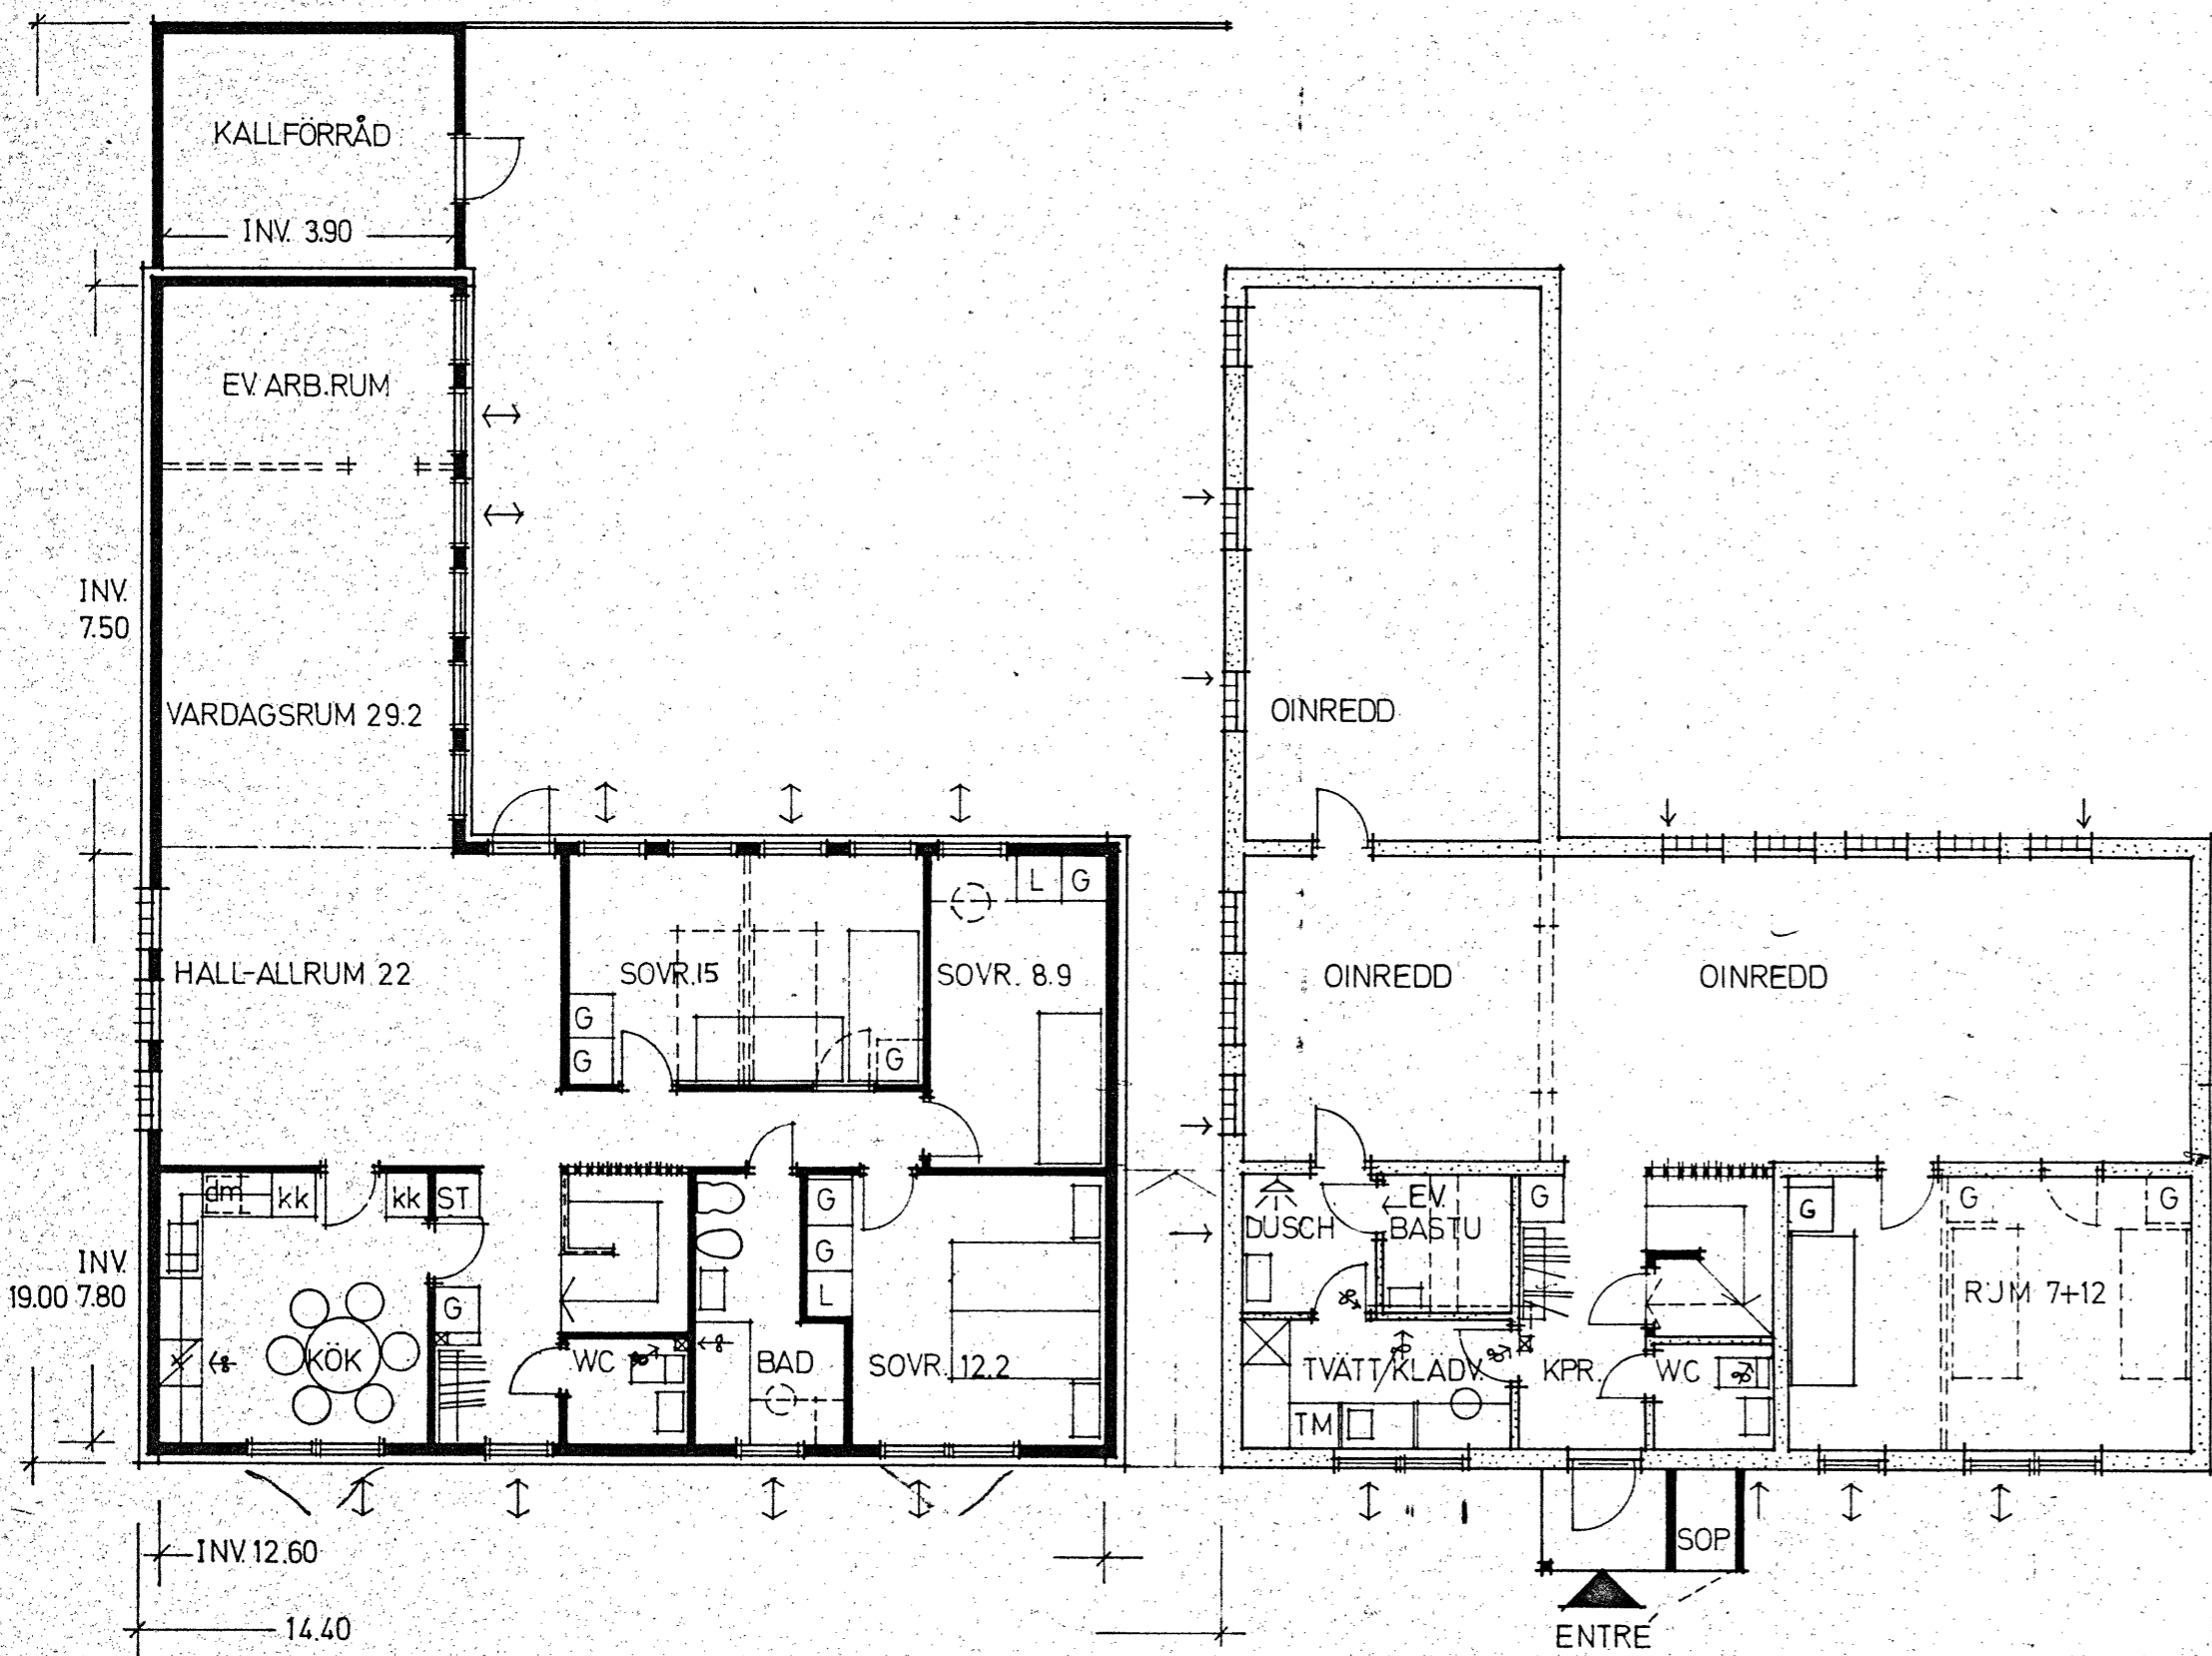 KALLFÖRRÅD
INV. 3.90
EV. ARB.RUM
INV.
7.50
VARDAGSRUM 29.2
HALL-ALLRUM 22
SOVR.15
G
G
G
L G
SOVR. 8.9
dm kk
kk ST
G
KÖK
WC
BAD
G
G
L
SOVR. 12.2
INV.
19.00 7.80
INV. 12.60
14.40
OINREDD
OINREDD
OINREDD
DUSCH
EV.
BASTU
G
TVÄTT/KLÄDV.
TM
KPR.
WC
G
G
G
RUM 7+12
SOP
ENTRE